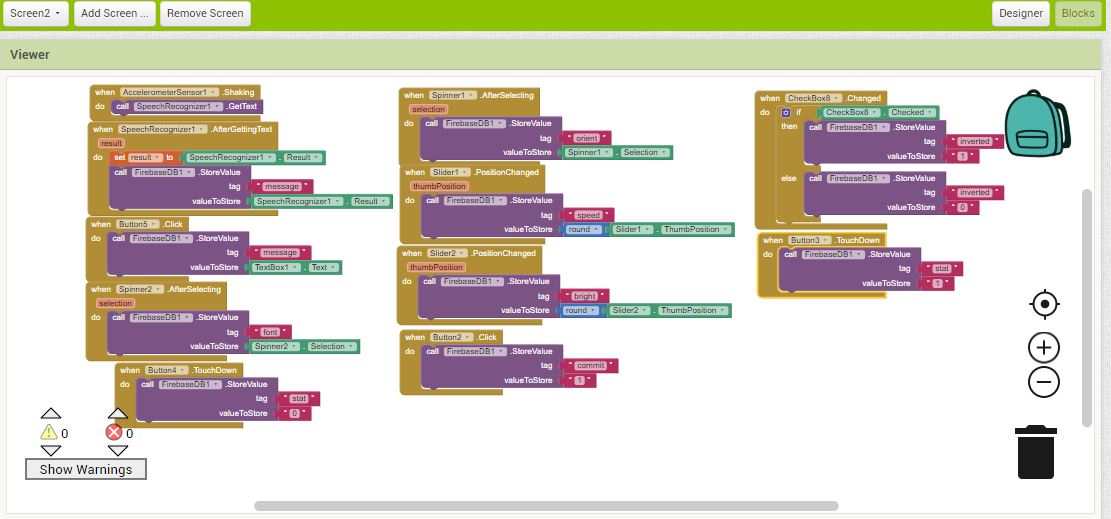 Screen2 Add Screen ... Remove Screen Designer Blocks
Viewer
when AccelerometerSensor1 .Shaking
do call SpeechRecognizer1 .GetText
when SpeechRecognizer1 .AfterGettingText
result
do set result to SpeechRecognizer1 . Result
call FirebaseDB1 .StoreValue
tag " message "
valueToStore SpeechRecognizer1 . Result
when Button5 .Click
do call FirebaseDB1 .StoreValue
tag " message "
valueToStore TextBox1 . Text
when Spinner2 .AfterSelecting
selection
do call FirebaseDB1 .StoreValue
tag " font "
valueToStore Spinner2 . Selection
when Button4 .TouchDown
do call FirebaseDB1 .StoreValue
tag " stat "
valueToStore " 0 "
when Spinner1 .AfterSelecting
selection
do call FirebaseDB1 .StoreValue
tag " orient "
valueToStore Spinner1 . Selection
when Slider1 .PositionChanged
thumbPosition
do call FirebaseDB1 .StoreValue
tag " speed "
valueToStore round Slider1 . ThumbPosition
when Slider2 .PositionChanged
thumbPosition
do call FirebaseDB1 .StoreValue
tag " bright "
valueToStore round Slider2 . ThumbPosition
when Button2 .Click
do call FirebaseDB1 .StoreValue
tag " commit "
valueToStore " 1 "
when CheckBox8 .Changed
do if CheckBox8 . Checked
then call FirebaseDB1 .StoreValue
tag " inverted "
valueToStore " 1 "
else call FirebaseDB1 .StoreValue
tag " inverted "
valueToStore " 0 "
when Button3 .TouchDown
do call FirebaseDB1 .StoreValue
tag " stat "
valueToStore " 1 "
0 0
Show Warnings